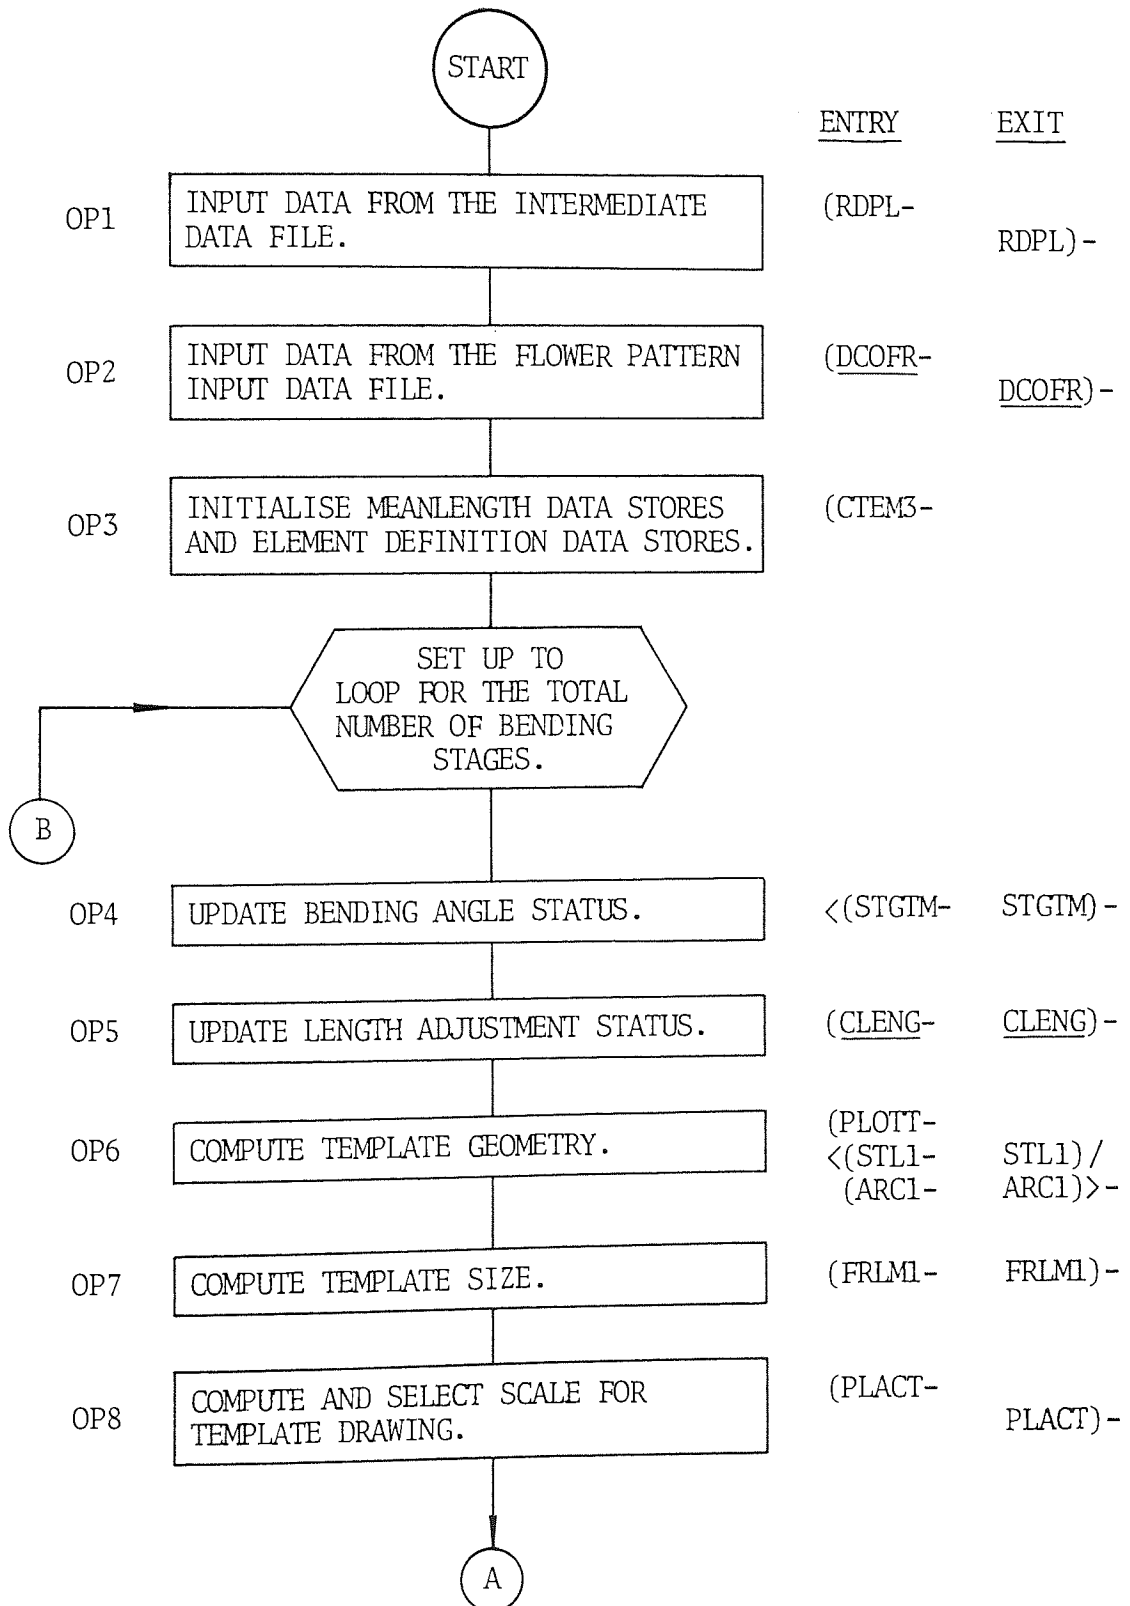 START
ENTRY EXIT
OP1
INPUT DATA FROM THE INTERMEDIATE
DATA FILE.
(RDPL-
RDPL)-
OP2
INPUT DATA FROM THE FLOWER PATTERN
INPUT DATA FILE.
(DCOFR-
DCOFR)-
OP3
INITIALISE MEANLENGTH DATA STORES
AND ELEMENT DEFINITION DATA STORES.
(CTEM3-
SET UP TO
LOOP FOR THE TOTAL
NUMBER OF BENDING
STAGES.
B
OP4
UPDATE BENDING ANGLE STATUS.
<(STGTM- STGTM)-
OP5
UPDATE LENGTH ADJUSTMENT STATUS.
(CLENG- CLENG)-
OP6
COMPUTE TEMPLATE GEOMETRY.
(PLOTT-
<(STL1- STL1)/
(ARC1- ARC1)>-
OP7
COMPUTE TEMPLATE SIZE.
(FRLM1- FRLM1)-
OP8
COMPUTE AND SELECT SCALE FOR
TEMPLATE DRAWING.
(PLACT-
PLACT)-
A